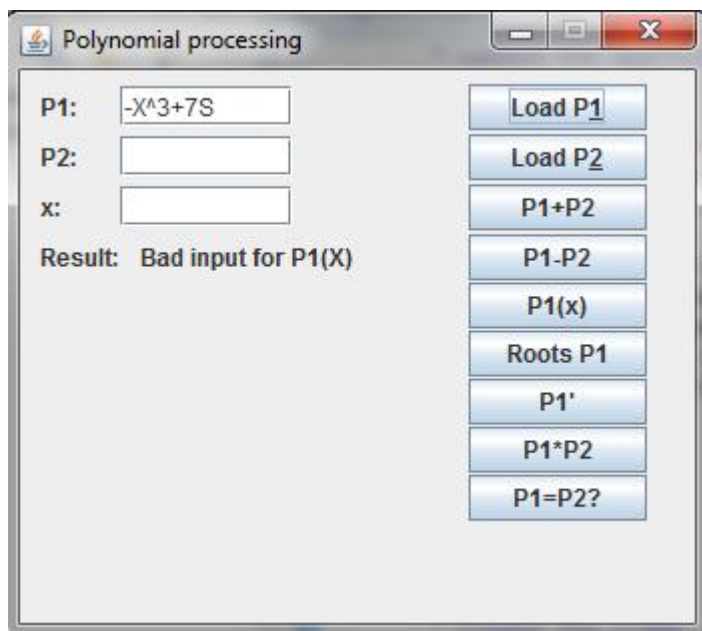 Polynomial processing
P1: -X^3+7S
P2:
x:
Result: Bad input for P1(X)
Load P1
Load P2
P1+P2
P1-P2
P1(x)
Roots P1
P1'
P1*P2
P1=P2?